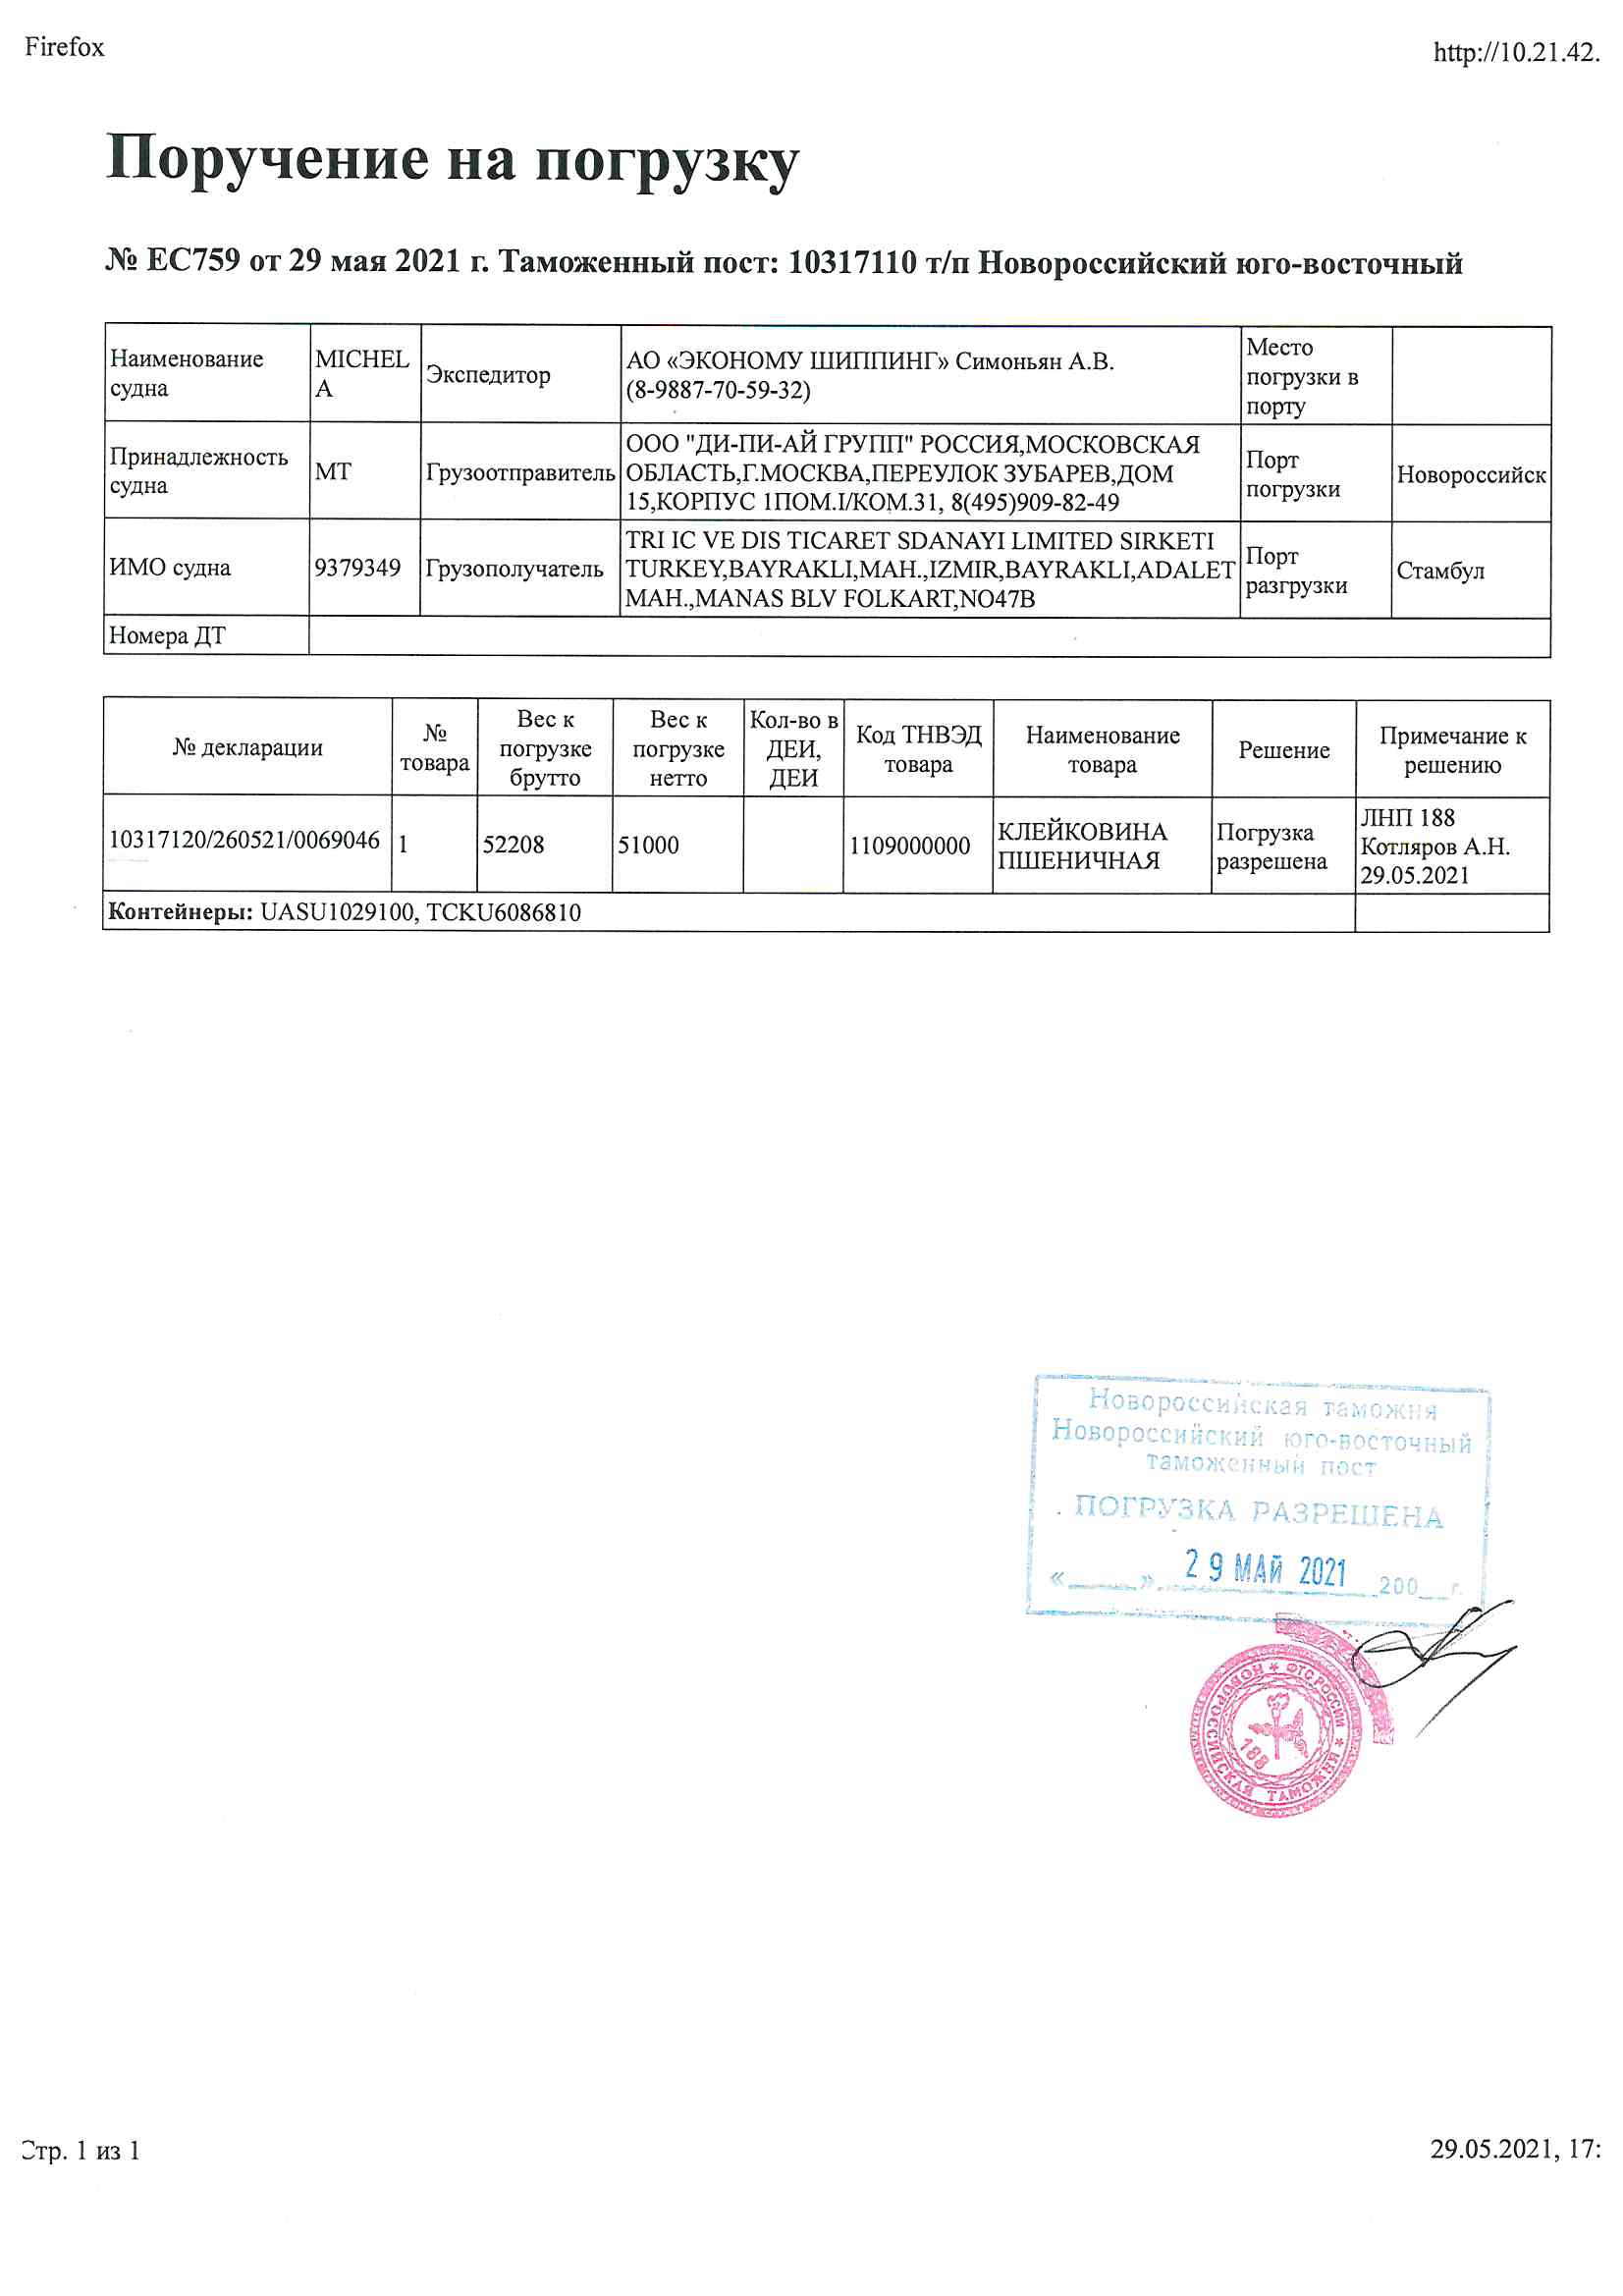 Firefox
http://10.21.42.
Поручение на погрузку
№ ЕС759 от 29 мая 2021 г. Таможенный пост: 10317110 т/п Новороссийский юго-восточный
Наименование
судна
MICHEL
A
Экспедитор
АО «ЭКОНОМУ ШИППИНГ» Симоньян А.В.
(8-9887-70-59-32)
Место
погрузки в
порту
Принадлежность
судна
МТ
Грузоотправитель
ООО "ДИ-ПИ-АЙ ГРУПП" РОССИЯ,МОСКОВСКАЯ
ОБЛАСТЬ,Г.МОСКВА,ПЕРЕУЛОК ЗУБАРЕВ,ДОМ
15,КОРПУС 1ПОМ.I/КОМ.31, 8(495)909-82-49
Порт
погрузки
Новороссийск
ИМО судна
9379349
Грузополучатель
TRI IC VE DIS TICARET SDANAYI LIMITED SIRKETI
TURKEY,BAYRAKLI,MAH.,IZMIR,BAYRAKLI,ADALET
MAH.,MANAS BLV FOLKART,NO47B
Порт
разгрузки
Стамбул
Номера ДТ
№ декларации
№
товара
Вес к
погрузке
брутто
Вес к
погрузке
нетто
Кол-во в
ДЕИ,
ДЕИ
Код ТНВЭД
товара
Наименование
товара
Решение
Примечание к
решению
10317120/260521/0069046
1
52208
51000
1109000000
КЛЕЙКОВИНА
ПШЕНИЧНАЯ
Погрузка
разрешена
ЛНП 188
Котляров А.Н.
29.05.2021
Контейнеры: UASU1029100, TCKU6086810
Новороссийская таможня
Новороссийский юго-восточный
таможенный пост
ПОГРУЗКА РАЗРЕШЕНА
«____» 29 МАЙ 2021 200__г.
ФТС РОССИИ * НОВОРОССИЙСКАЯ ТАМОЖНЯ *
188
Стр. 1 из 1
29.05.2021, 17: